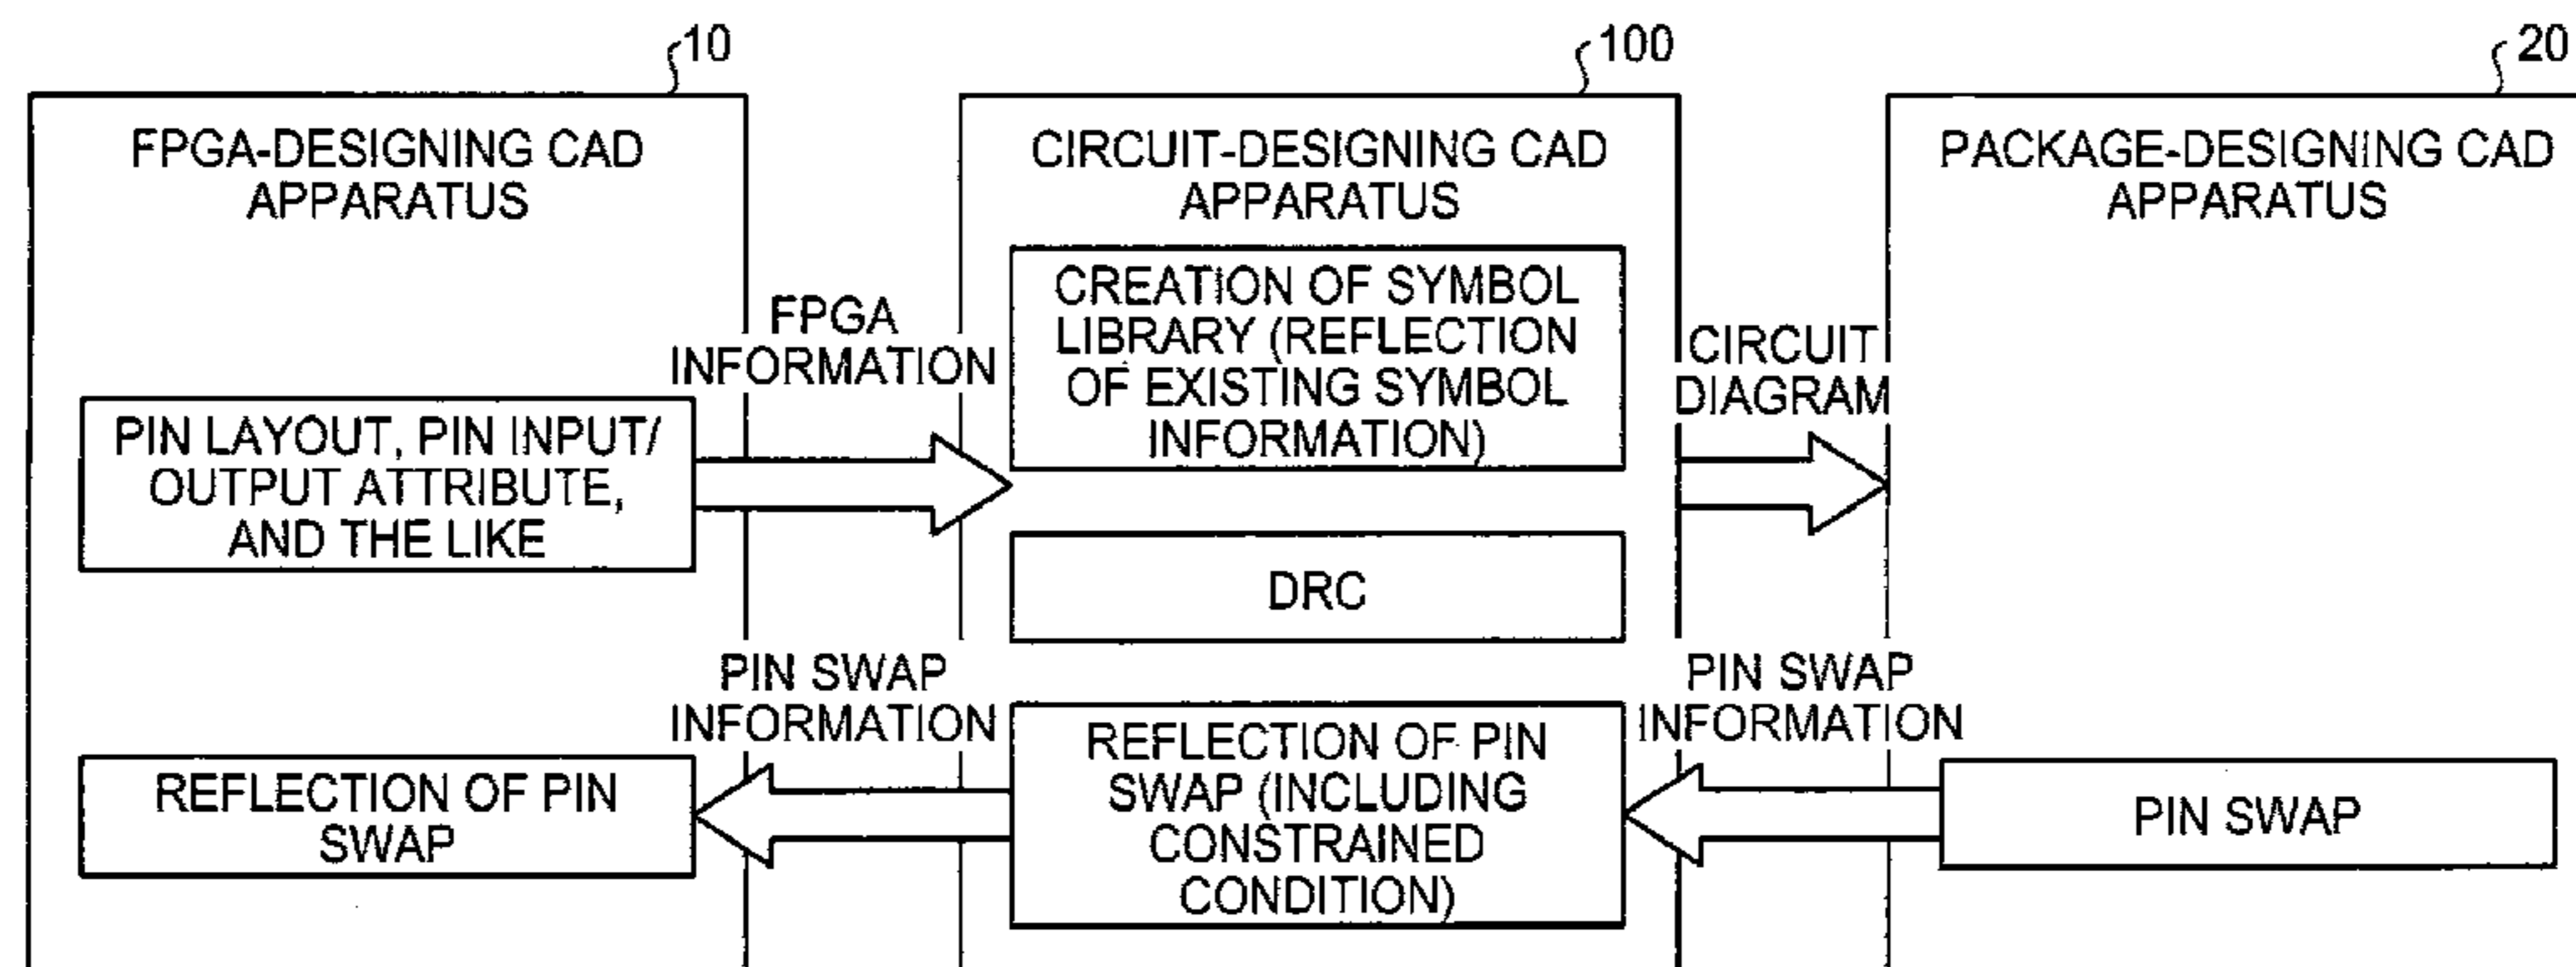 10
100
20
FPGA-DESIGNING CAD
APPARATUS
CIRCUIT-DESIGNING CAD
APPARATUS
PACKAGE-DESIGNING CAD
APPARATUS
PIN LAYOUT, PIN INPUT/
OUTPUT ATTRIBUTE,
AND THE LIKE
FPGA
INFORMATION
CREATION OF SYMBOL
LIBRARY (REFLECTION
OF EXISTING SYMBOL
INFORMATION)
CIRCUIT
DIAGRAM
DRC
REFLECTION OF PIN
SWAP
PIN SWAP
INFORMATION
REFLECTION OF PIN
SWAP (INCLUDING
CONSTRAINED
CONDITION)
PIN SWAP
INFORMATION
PIN SWAP